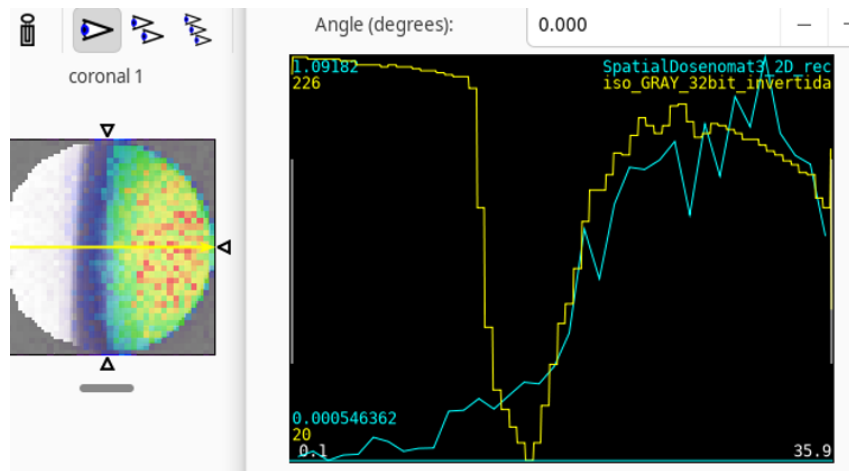 Angle (degrees):
0.000
coronal 1
1.09182
SpatialDosenomat3_2D_rec
226
iso_GRAY_32bit_invertida
0.000546362
20
0.1
35.9